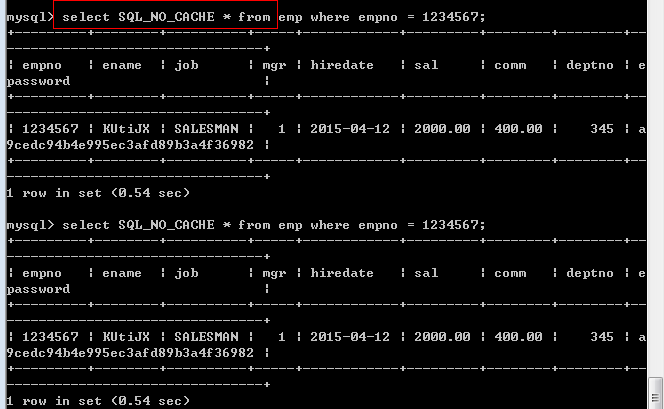 mysql> select SQL_NO_CACHE * from emp where empno = 1234567;
+---------+--------+----------+-----+------------+---------+--------+--------+-
---------------------------------+
| empno   | ename  | job      | mgr | hiredate   | sal     | comm   | deptno | e
password                         |
+---------+--------+----------+-----+------------+---------+--------+--------+-
---------------------------------+
| 1234567 | KUtiJX | SALESMAN |   1 | 2015-04-12 | 2000.00 | 400.00 |    345 | a
9cedc94b4e995ec3afd89b3a4f36982 |
+---------+--------+----------+-----+------------+---------+--------+--------+-
---------------------------------+
1 row in set (0.54 sec)
mysql> select SQL_NO_CACHE * from emp where empno = 1234567;
+---------+--------+----------+-----+------------+---------+--------+--------+-
---------------------------------+
| empno   | ename  | job      | mgr | hiredate   | sal     | comm   | deptno | e
password                         |
+---------+--------+----------+-----+------------+---------+--------+--------+-
---------------------------------+
| 1234567 | KUtiJX | SALESMAN |   1 | 2015-04-12 | 2000.00 | 400.00 |    345 | a
9cedc94b4e995ec3afd89b3a4f36982 |
+---------+--------+----------+-----+------------+---------+--------+--------+-
---------------------------------+
1 row in set (0.54 sec)